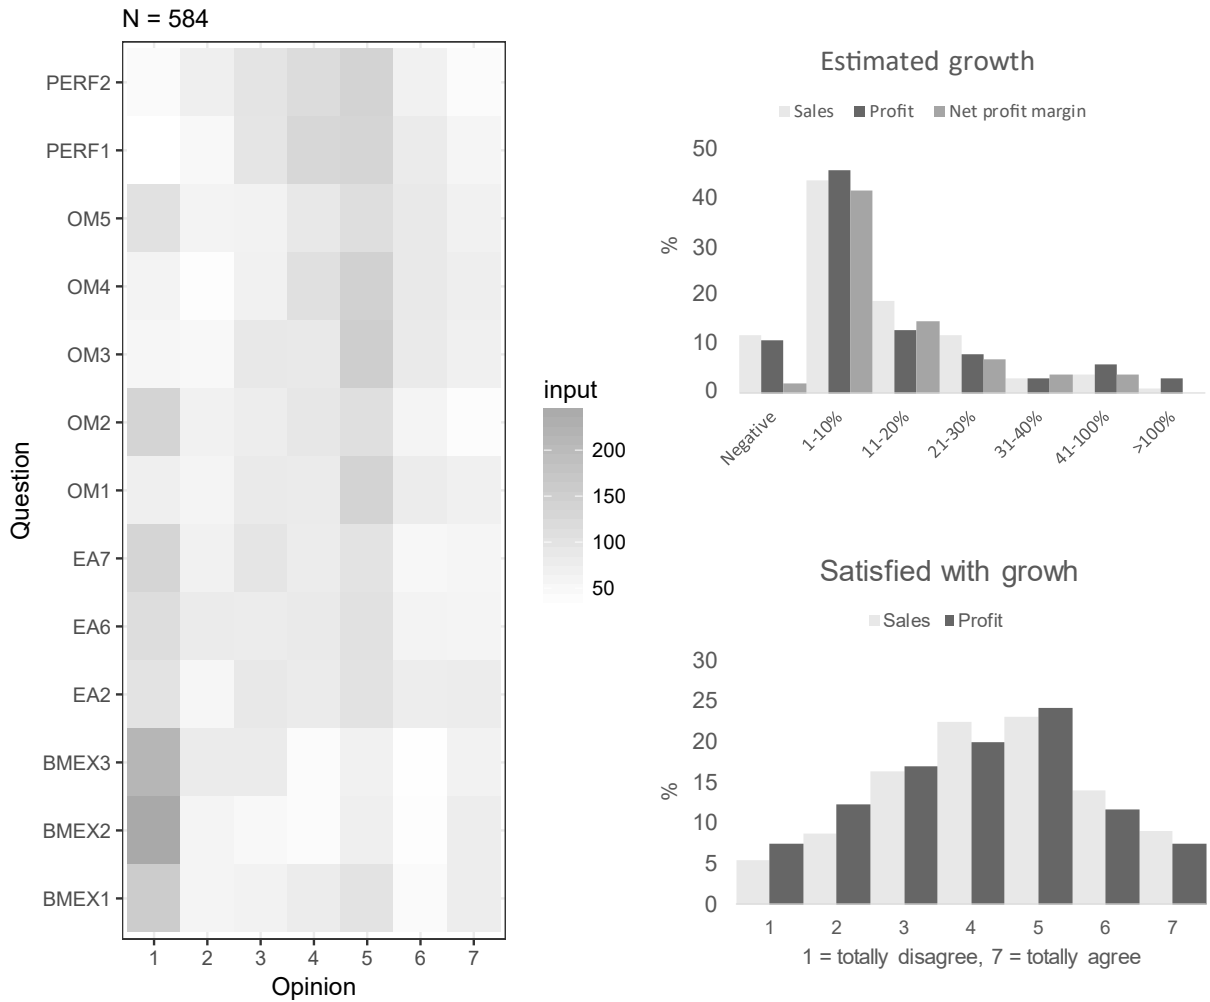 N = 584
Question
PERF2
PERF1
OM5
OM4
OM3
OM2
OM1
EA7
EA6
EA2
BMEX3
BMEX2
BMEX1
1 2 3 4 5 6 7
Opinion
input
200
150
100
50
Estimated growth
Sales Profit Net profit margin
%
50
40
30
20
10
0
Negative 1-10% 11-20% 21-30% 31-40% 41-100% >100%
Satisfied with growh
Sales Profit
%
30
25
20
15
10
5
0
1 2 3 4 5 6 7
1 = totally disagree, 7 = totally agree